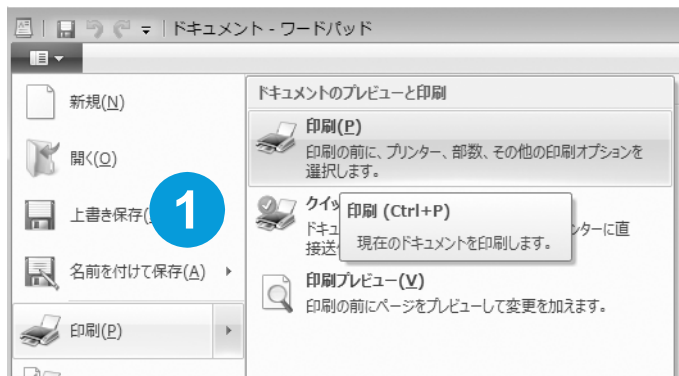 ドキュメント - ワードパッド
新規(N)
開く(O)
上書き保存(
1
名前を付けて保存(A)
印刷(P)
ドキュメントのプレビューと印刷
印刷(P)
印刷の前に、プリンター、部数、その他の印刷オプションを
選択します。
クイッ
ドキュ
ンターに直
接送
印刷 (Ctrl+P)
現在のドキュメントを印刷します。
印刷プレビュー(V)
印刷の前にページをプレビューして変更を加えます。